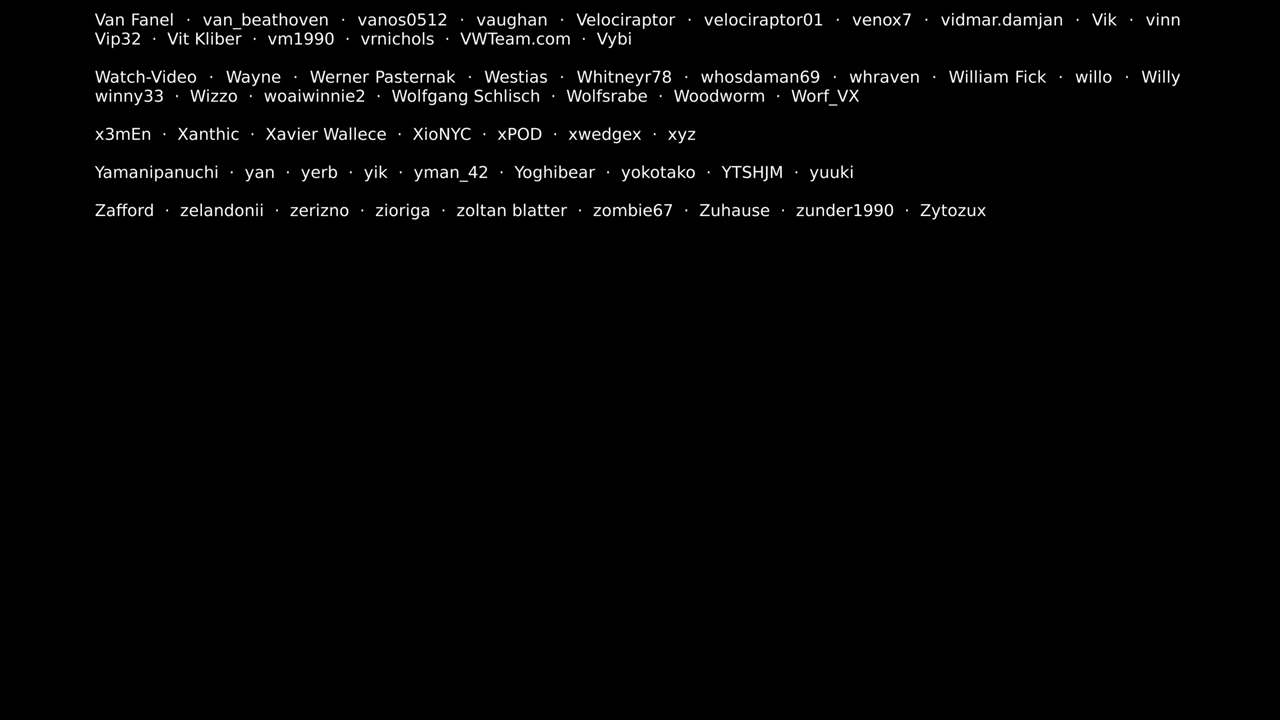 Van Fanel · van_beathoven · vanos0512 · vaughan · Velociraptor · velociraptor01 · venox7 · vidmar.damjan · Vik · vinn
Vip32 · Vit Kliber · vm1990 · vrnichols · VWTeam.com · Vybi
Watch-Video · Wayne · Werner Pasternak · Westias · Whitneyr78 · whosdaman69 · whraven · William Fick · willo · Willy
winny33 · Wizzo · woaiwinnie2 · Wolfgang Schlisch · Wolfsrabe · Woodworm · Worf_VX
x3mEn · Xanthic · Xavier Wallece · XioNYC · xPOD · xwedgex · xyz
Yamanipanuchi · yan · yerb · yik · yman_42 · Yoghibear · yokotako · YTSHJM · yuuki
Zafford · zelandonii · zerizno · zioriga · zoltan blatter · zombie67 · Zuhause · zunder1990 · Zytozux